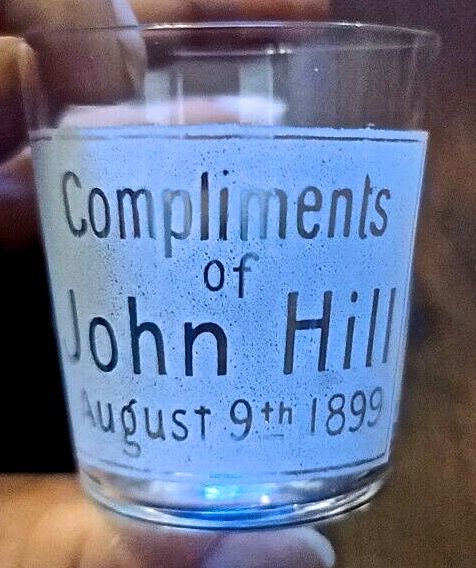 Compliments
of
John Hill
August 9th 1899